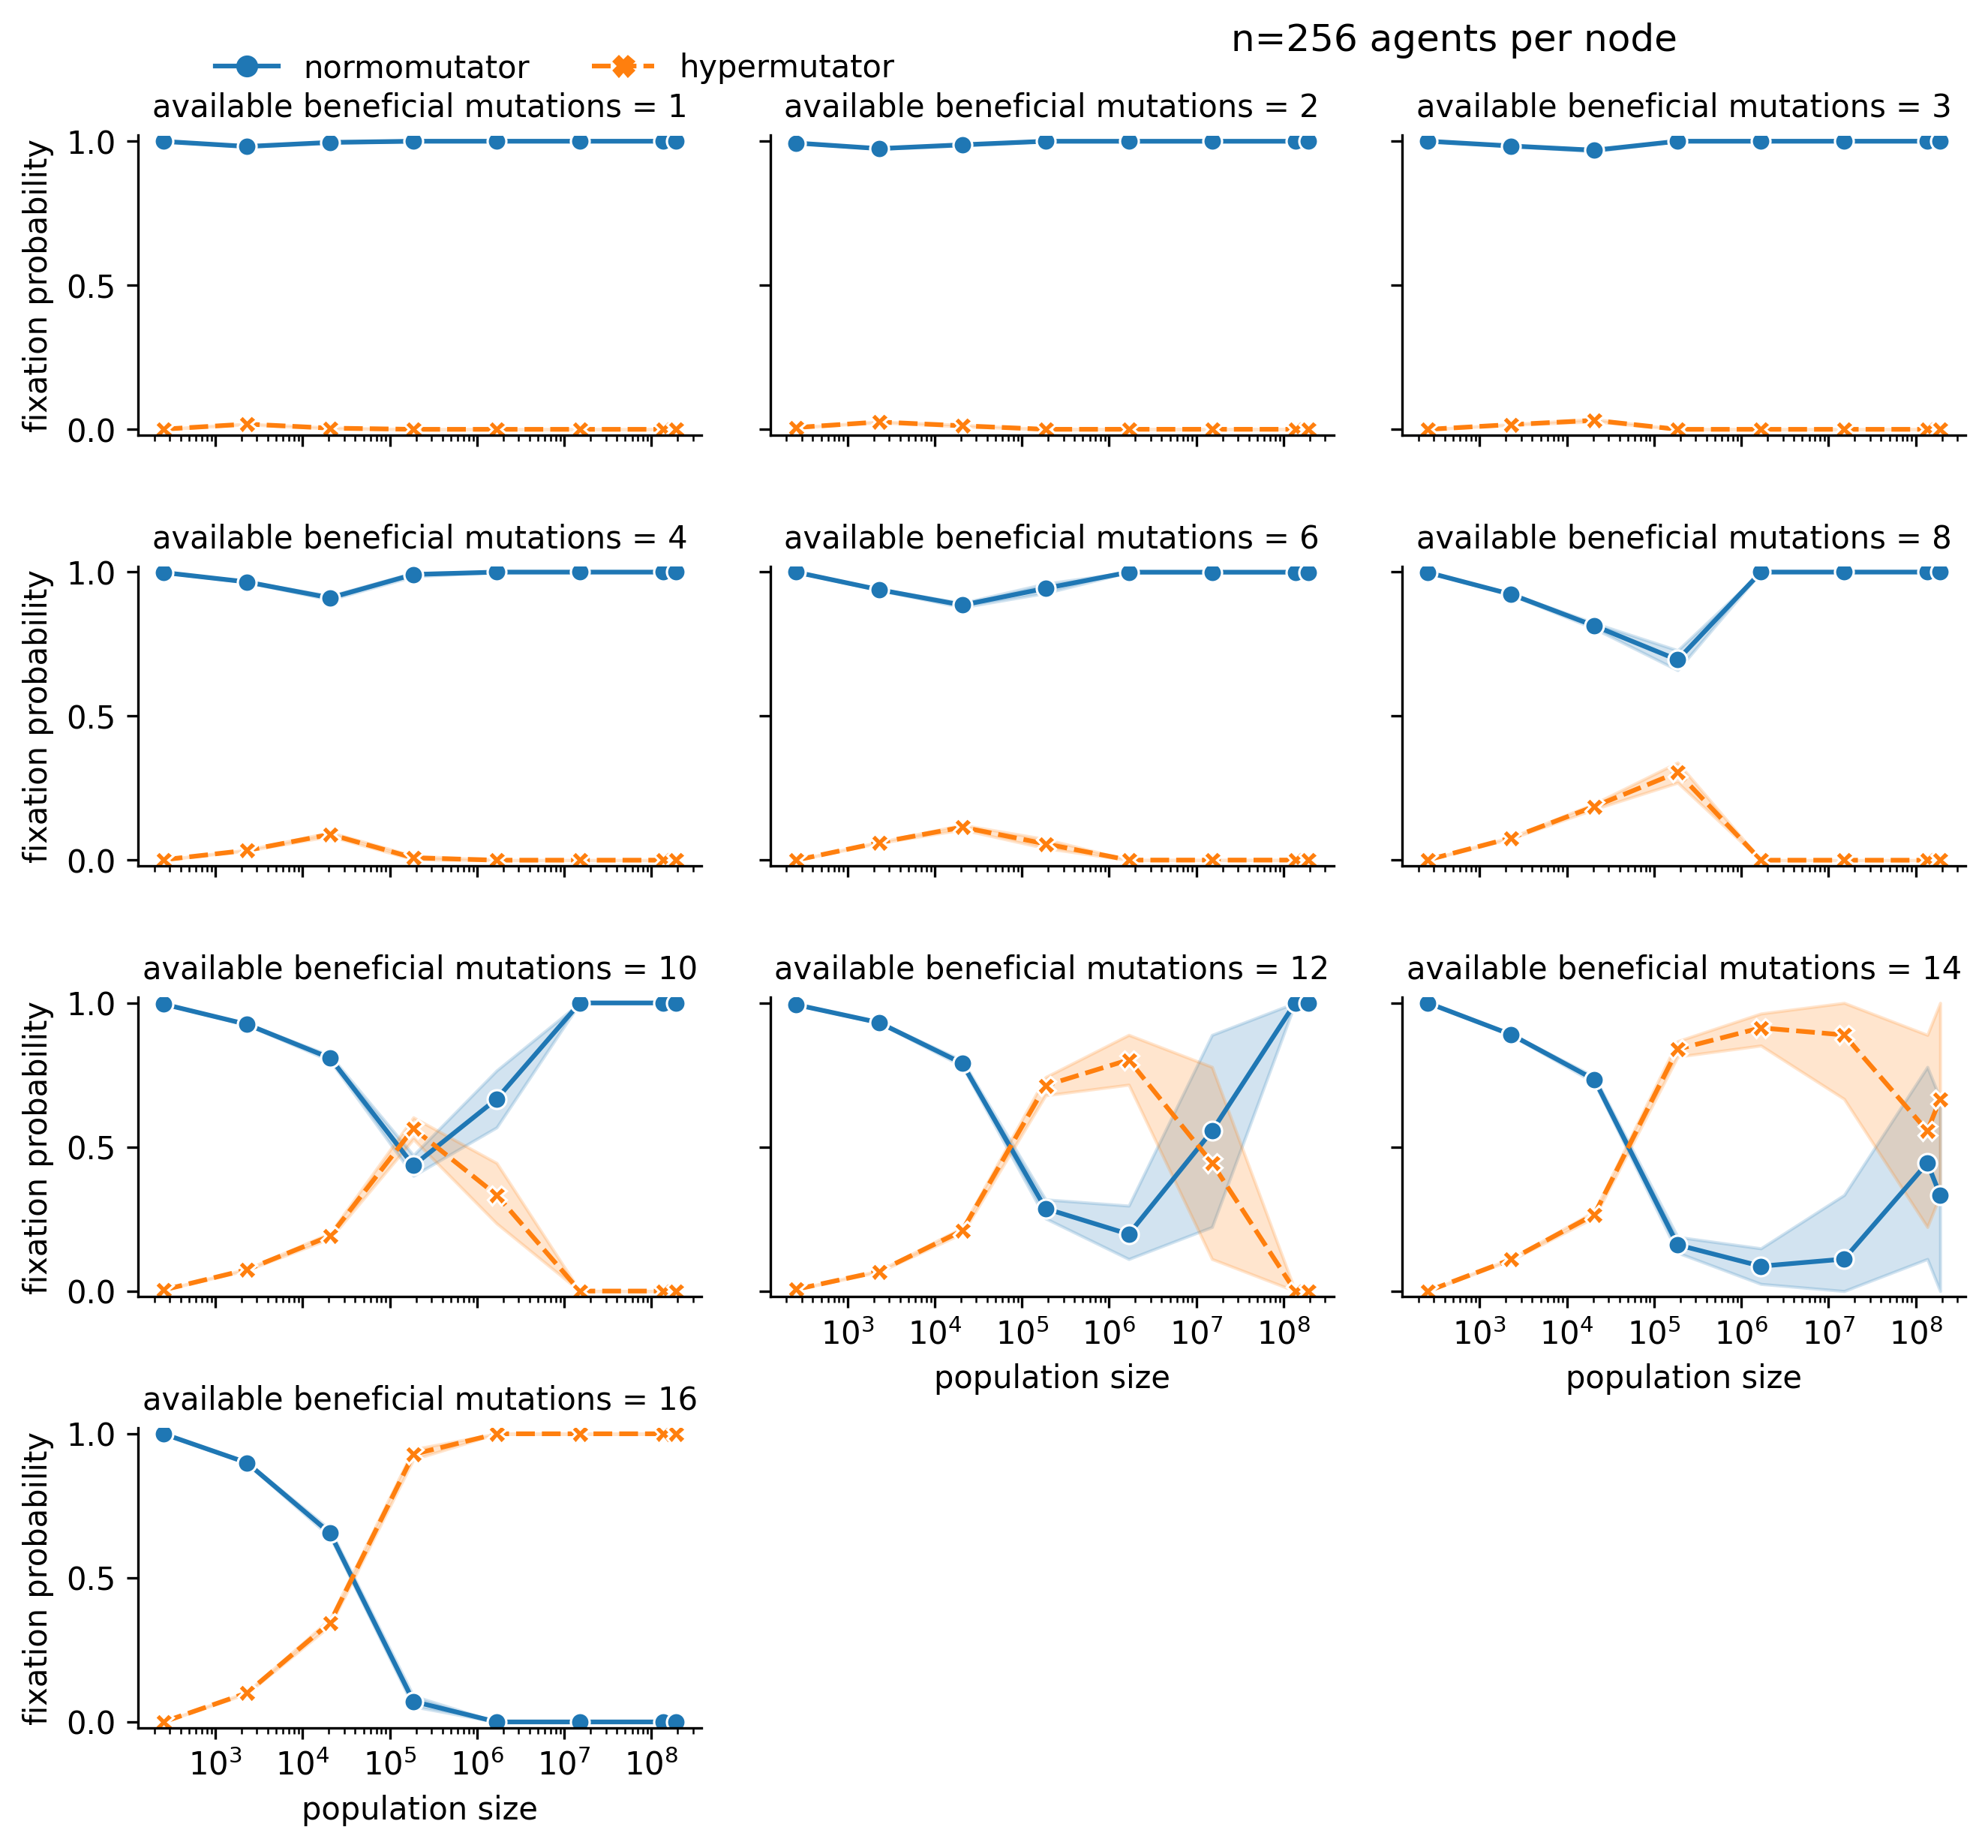 n=256 agents per node
normomutator hypermutator
available beneficial mutations = 1 available beneficial mutations = 2 available beneficial mutations = 3
1.0
0.5
0.0
fixation probability
available beneficial mutations = 4 available beneficial mutations = 6 available beneficial mutations = 8
1.0
0.5
0.0
fixation probability
available beneficial mutations = 10 available beneficial mutations = 12 available beneficial mutations = 14
1.0
0.5
0.0
fixation probability
10³ 10⁴ 10⁵ 10⁶ 10⁷ 10⁸ 10³ 10⁴ 10⁵ 10⁶ 10⁷ 10⁸
population size population size
available beneficial mutations = 16
1.0
0.5
0.0
fixation probability
10³ 10⁴ 10⁵ 10⁶ 10⁷ 10⁸
population size